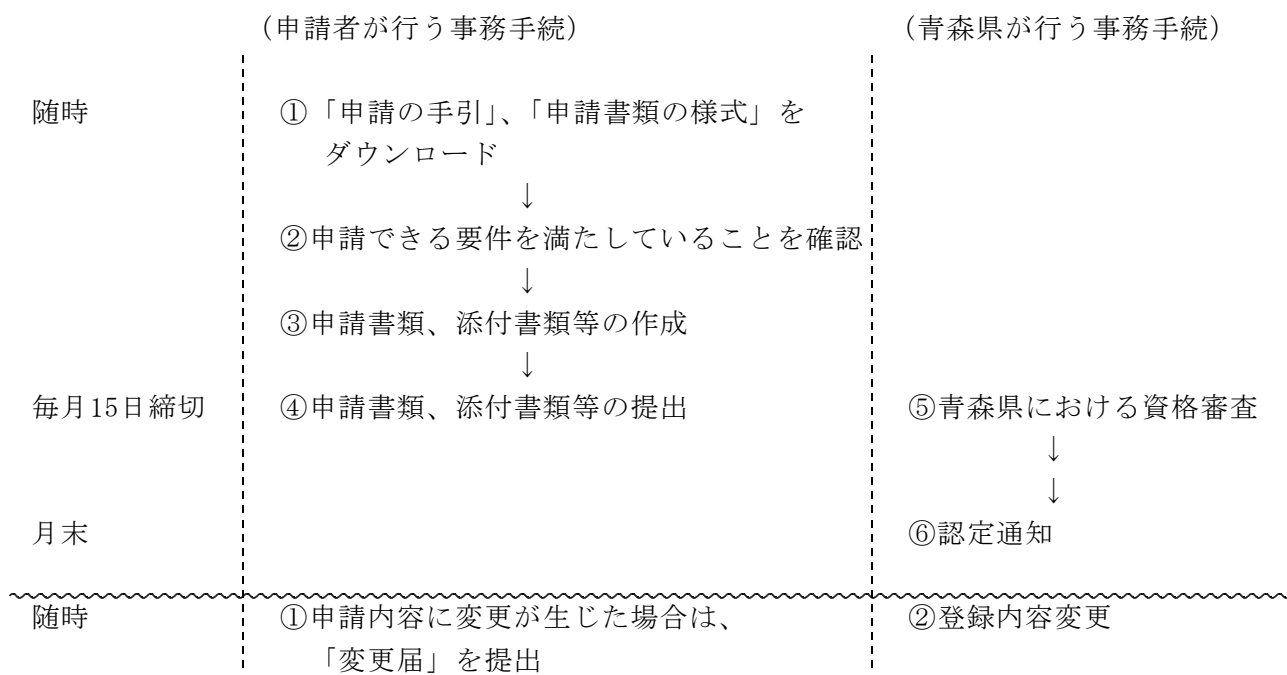 (申請者が行う事務手続) (青森県が行う事務手続)
随時 ①「申請の手引」、「申請書類の様式」を
ダウンロード
↓
②申請できる要件を満たしていることを確認
↓
③申請書類、添付書類等の作成
↓
毎月15日締切 ④申請書類、添付書類等の提出 ⑤青森県における資格審査
↓
↓
月末 ⑥認定通知
随時 ①申請内容に変更が生じた場合は、 ②登録内容変更
「変更届」を提出